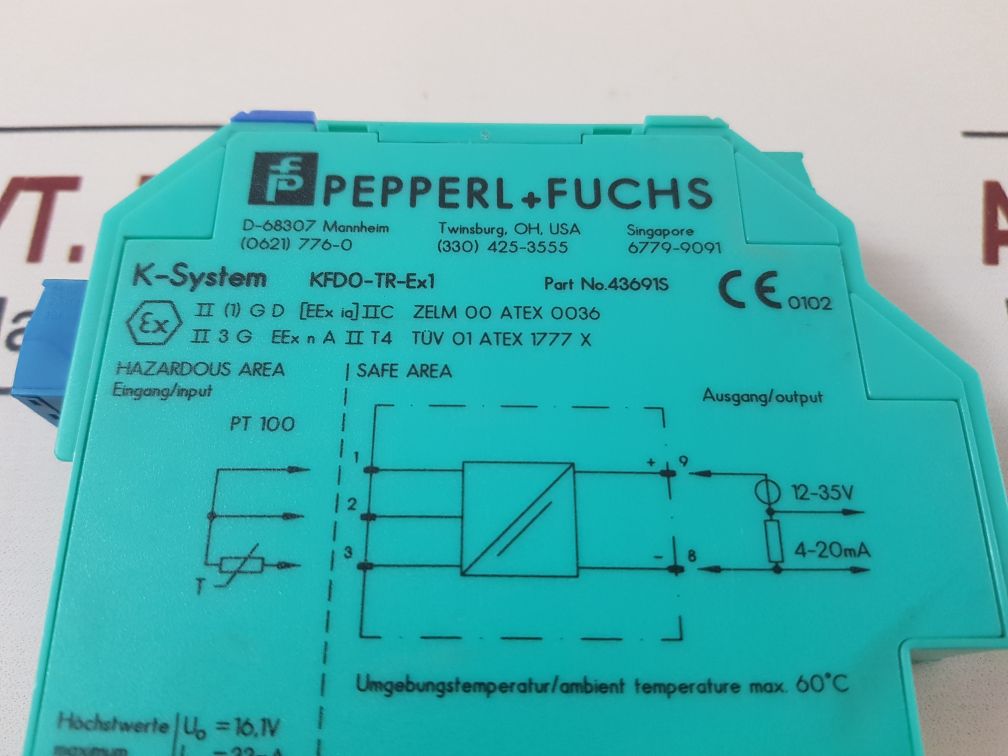 PEPPERL+FUCHS
D-68307 Mannheim
(0621) 776-0
Twinsburg, OH, USA
(330) 425-3555
Singapore
6779-9091
K-System KFD0-TR-Ex1 Part No.43691S
CE 0102
Ex
II (1) G D [EEx ia] IIC ZELM 00 ATEX 0036
II 3 G EEx n A II T4 TÜV 01 ATEX 1777 X
HAZARDOUS AREA | SAFE AREA
Eingang/input
Ausgang/output
PT 100
1
2
3
T
+ 9
- 8
12-35V
4-20mA
Umgebungstemperatur/ambient temperature max. 60°C
Höchstwerte U₀ = 16,1V
maximum